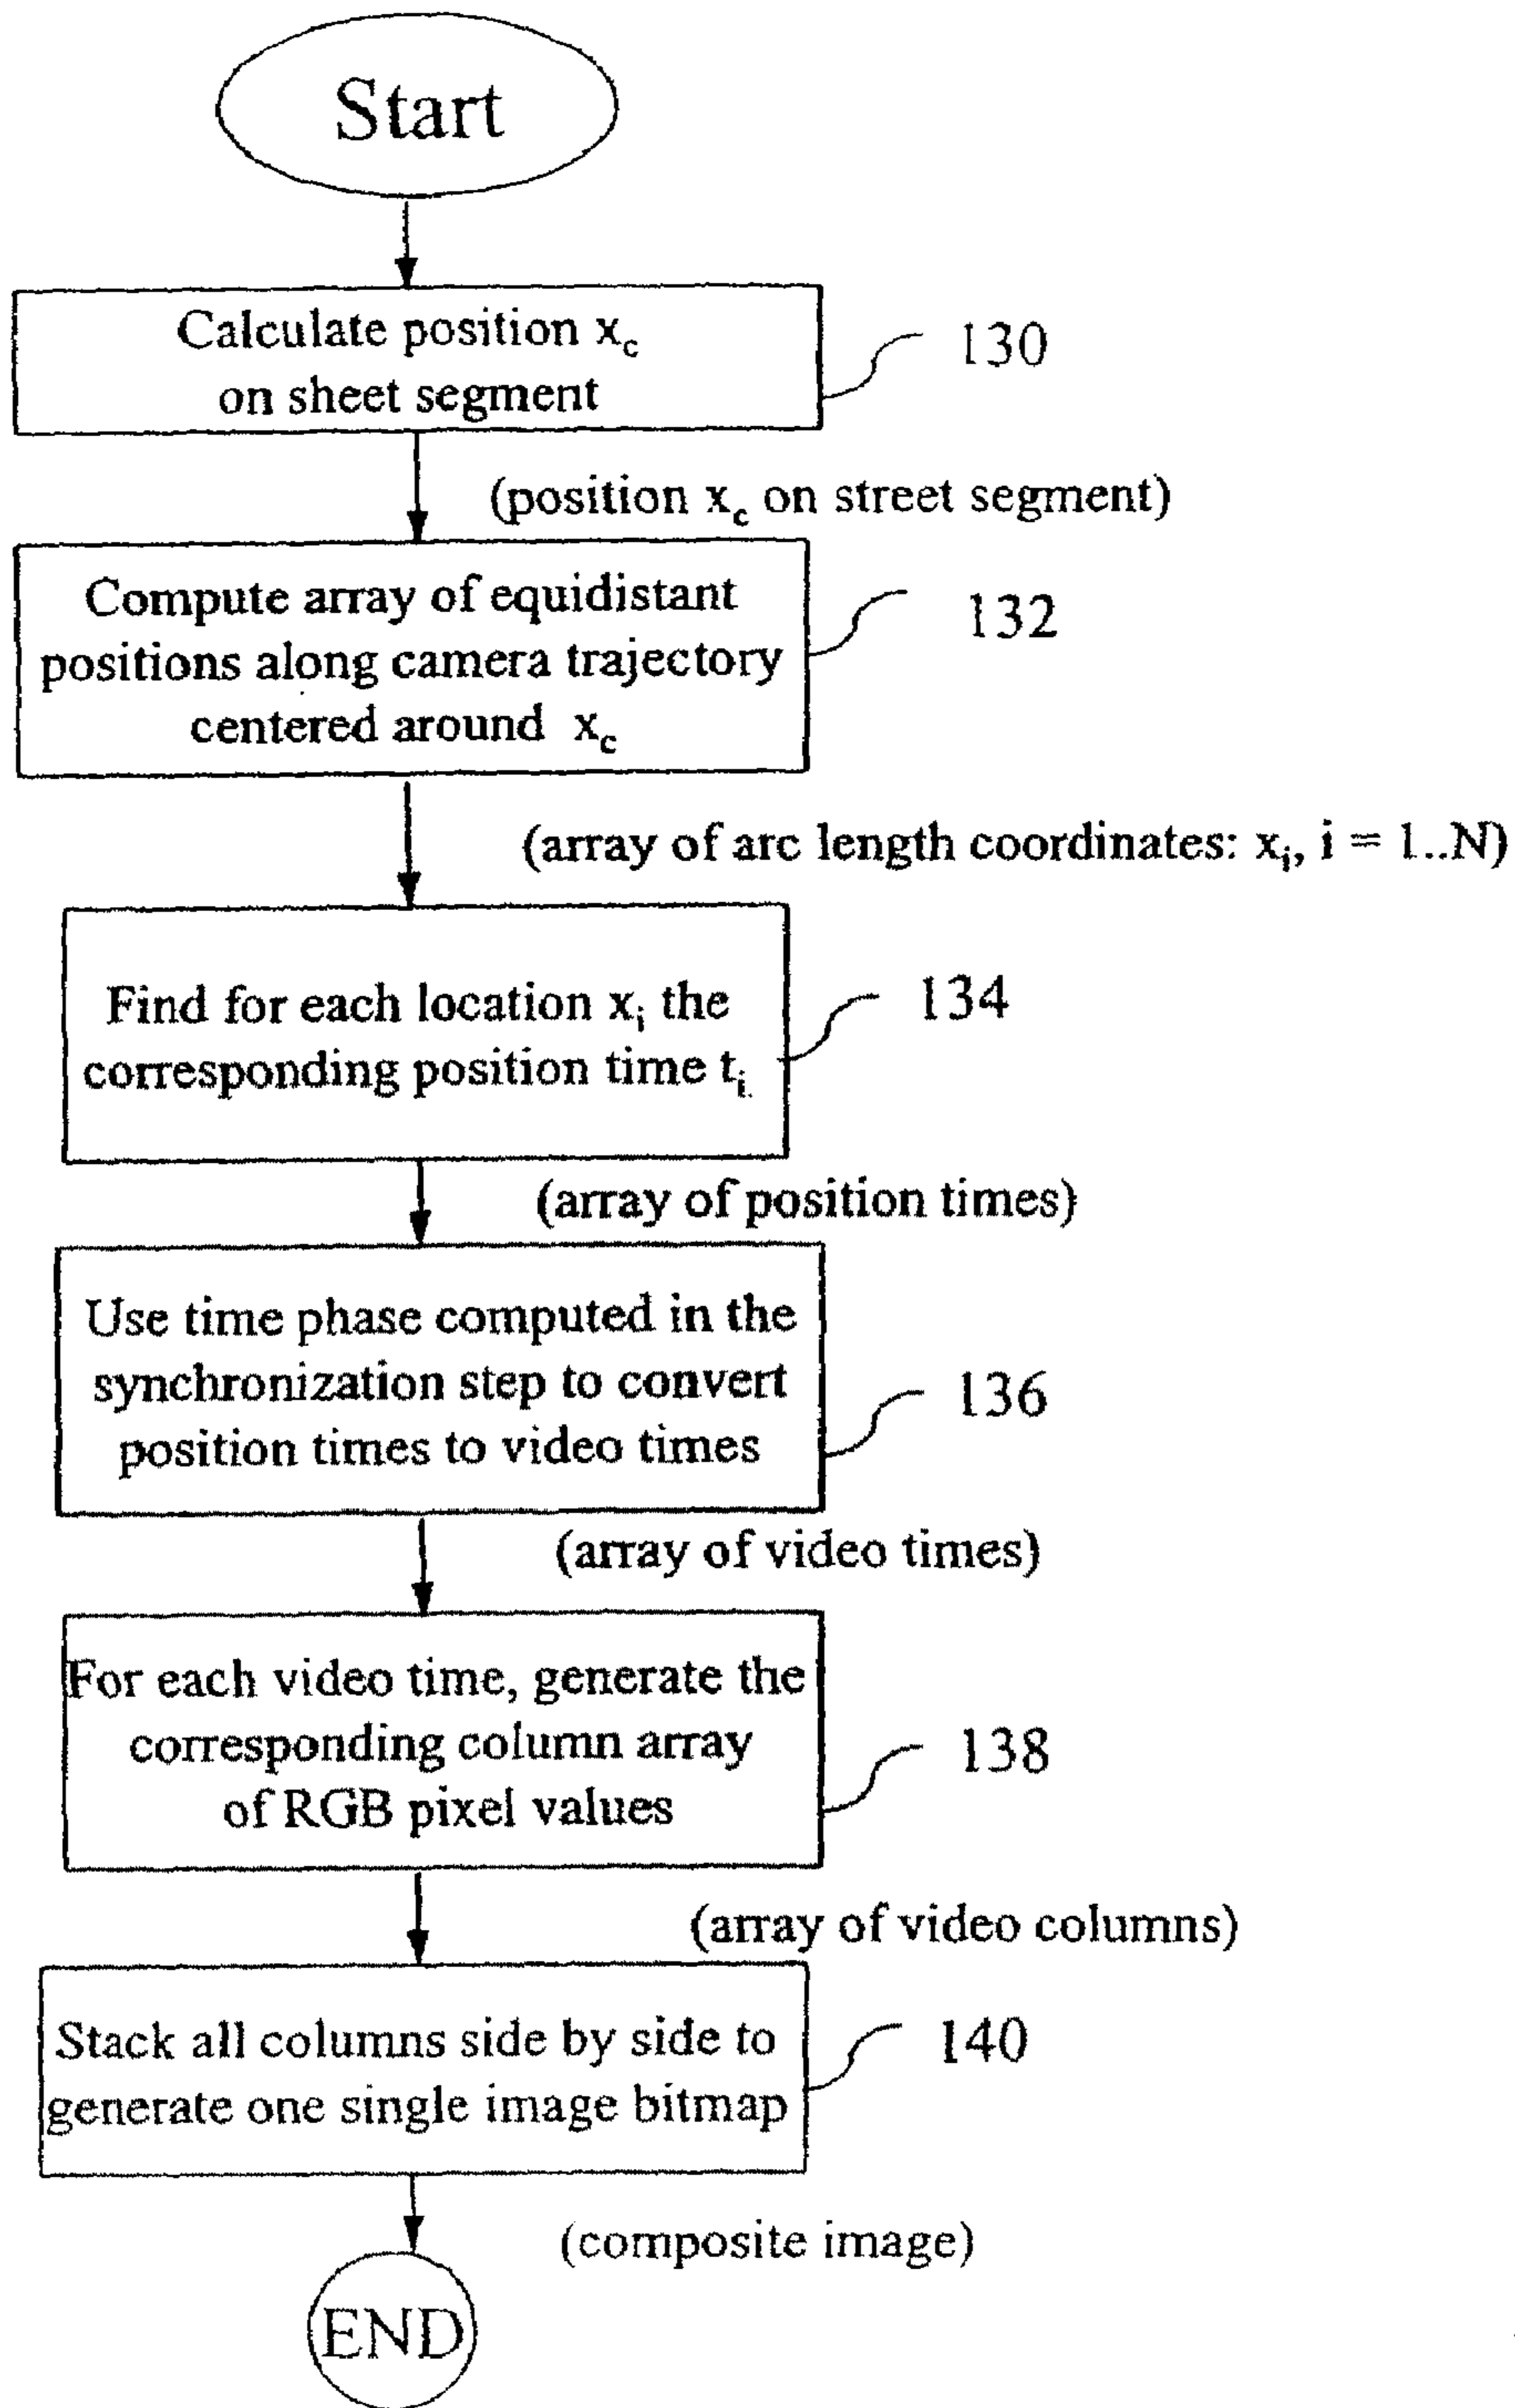 Start
Calculate position x_c
on sheet segment
130
(position x_c on street segment)
Compute array of equidistant
positions along camera trajectory
centered around x_c
132
(array of arc length coordinates: x_i, i = 1..N)
Find for each location x_i the
corresponding position time t_i.
134
(array of position times)
Use time phase computed in the
synchronization step to convert
position times to video times
136
(array of video times)
For each video time, generate the
corresponding column array
of RGB pixel values
138
(array of video columns)
Stack all columns side by side to
generate one single image bitmap
140
(composite image)
END